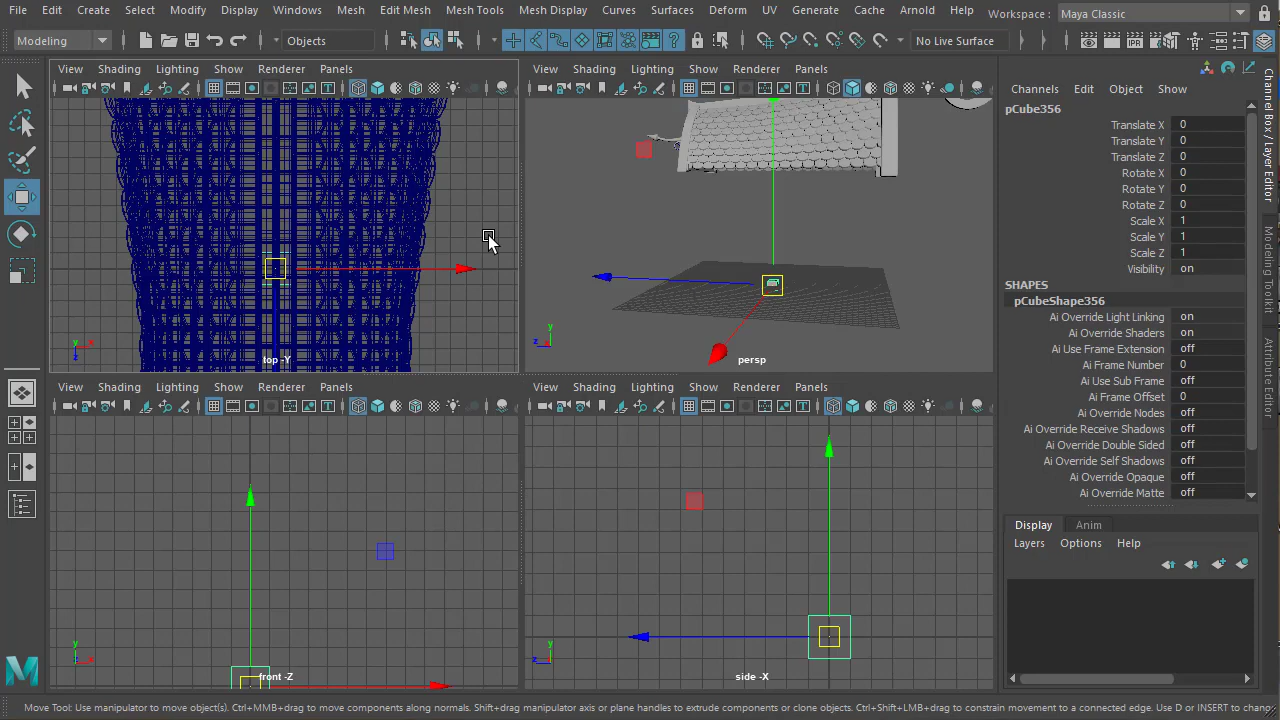 File Edit Create Select Modify Display Windows Mesh Edit Mesh Mesh Tools Mesh Display Curves Surfaces Deform UV Generate Cache Arnold Help Workspace : Maya Classic
Modeling Objects No Live Surface
View Shading Lighting Show Renderer Panels
View Shading Lighting Show Renderer Panels
Channels Edit Object Show
pCube356
Translate X 0
Translate Y 0
Translate Z 0
Rotate X 0
Rotate Y 0
Rotate Z 0
Scale X 1
Scale Y 1
Scale Z 1
Visibility on
SHAPES
pCubeShape356
Ai Override Light Linking on
Ai Override Shaders on
Ai Use Frame Extension off
Ai Frame Number 0
Ai Use Sub Frame off
Ai Frame Offset 0
Ai Override Nodes off
Ai Override Receive Shadows off
Ai Override Double Sided off
Ai Override Self Shadows off
Ai Override Opaque off
Ai Override Matte off
Channel Box / Layer Editor
Modeling Toolkit
Attribute Editor
y x z
top -Y
y z
persp
View Shading Lighting Show Renderer Panels
View Shading Lighting Show Renderer Panels
y z x
front -Z
y z
side -X
Display Anim
Layers Options Help
Move Tool: Use manipulator to move object(s). Ctrl+MMB+drag to move components along normals. Shift+drag manipulator axis or plane handles to extrude components or clone objects. Ctrl+Shift+LMB+drag to constrain movement to a connected edge. Use D or INSERT to change